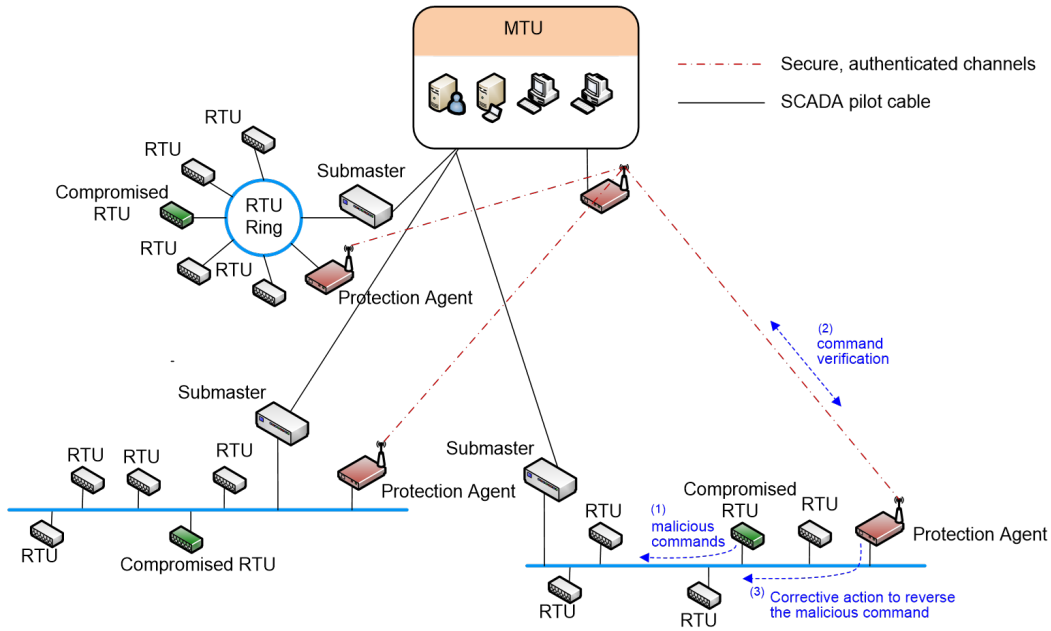 MTU
Secure, authenticated channels
SCADA pilot cable
RTU
RTU
Compromised
RTU
RTU
Ring
Submaster
RTU
RTU
Protection Agent
(2)
command
verification
-
Submaster
RTU
RTU
RTU
Protection Agent
RTU
Compromised RTU
Submaster
RTU
(1)
malicious
commands
Compromised
RTU
RTU
Protection Agent
RTU
RTU
(3) Corrective action to reverse
the malicious command